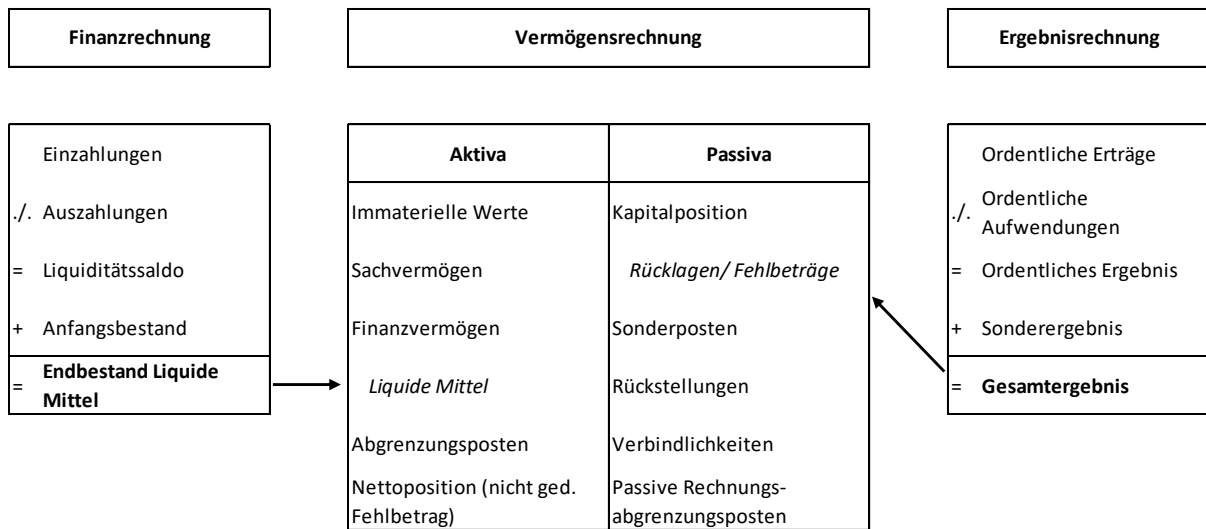 Finanzrechnung
Vermögensrechnung
Ergebnisrechnung
Einzahlungen
./. Auszahlungen
= Liquiditätssaldo
+ Anfangsbestand
= Endbestand Liquide
Mittel
Aktiva
Immaterielle Werte
Sachvermögen
Finanzvermögen
Liquide Mittel
Abgrenzungsposten
Nettoposition (nicht ged.
Fehlbetrag)
Passiva
Kapitalposition
Rücklagen/ Fehlbeträge
Sonderposten
Rückstellungen
Verbindlichkeiten
Passive Rechnungs-
abgrenzungsposten
Ordentliche Erträge
./. Ordentliche
Aufwendungen
= Ordentliches Ergebnis
+ Sonderergebnis
= Gesamtergebnis